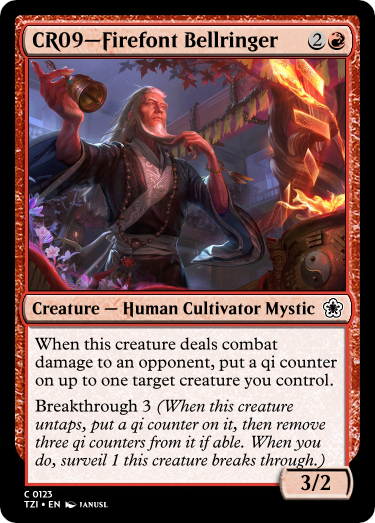 CR09—Firefont Bellringer 2
Creature — Human Cultivator Mystic
When this creature deals combat
damage to an opponent, put a qi counter
on up to one target creature you control.
Breakthrough 3 (When this creature
untaps, put a qi counter on it, then remove
three qi counters from it if able. When you
do, surveil 1 this creature breaks through.)
3/2
C 0123
TZI • EN JANUSL